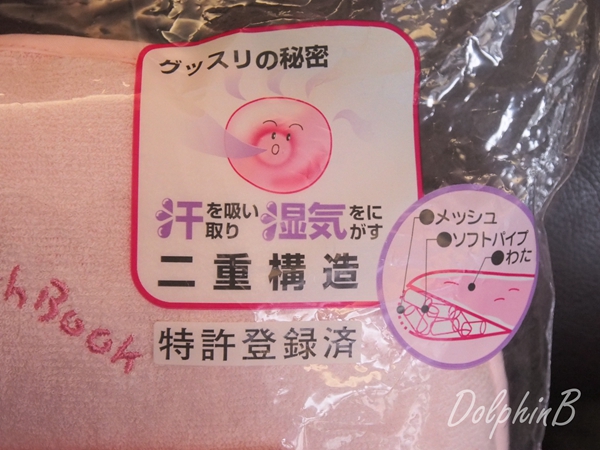 グッスリの秘密
汗を吸い取り 湿気をにがす
二重構造
特許登録済
●メッシュ
●ソフトパイプ
●わた
hBook
DolphinB